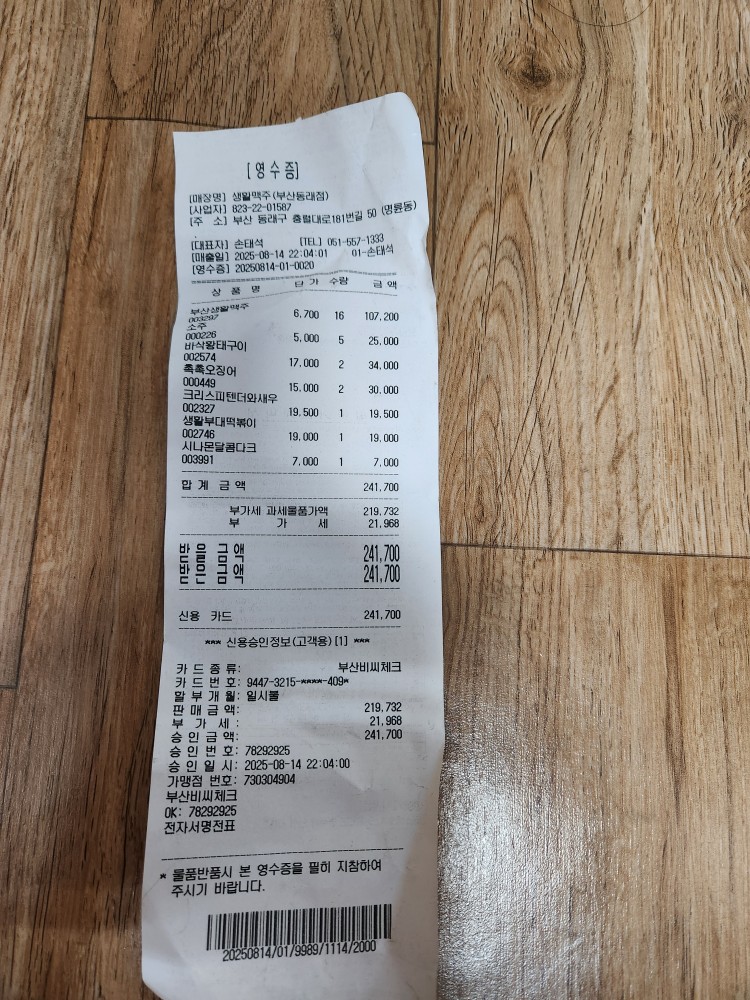 [영수증]
[매장명] 생활맥주(부산동래점)
[사업자] 823-22-01587
[주 소] 부산 동래구 충렬대로181번길 50 (명륜동)
[대표자] 손태석 [TEL] 051-557-1333
[매출일] 2025-08-14 22:04:01 01-손태석
[영수증] 20250814-01-0020
상 품 명 단 가 수량 금 액
부산생활맥주
003297 6,700 16 107,200
소주
000226 5,000 5 25,000
바삭왕태구이
002574 17,000 2 34,000
촉촉오징어
000449 15,000 2 30,000
크리스피텐더와새우
002327 19,500 1 19,500
생활부대떡볶이
002746 19,000 1 19,000
시나몬달콤다크
003991 7,000 1 7,000
합 계 금 액 241,700
부가세 과세물품가액 219,732
부 가 세 21,968
받 을 금 액 241,700
받 은 금 액 241,700
신용 카드 241,700
*** 신용승인정보(고객용)[1] ***
카 드 종 류: 부산비씨체크
카 드 번 호: 9447-3215-****-409*
할 부 개 월: 일시불
판 매 금 액: 219,732
부 가 세 : 21,968
승 인 금 액: 241,700
승 인 번 호: 78292925
승 인 일 시: 2025-08-14 22:04:00
가맹점 번호: 730304904
부산비씨체크
OK: 78292925
전자서명전표
* 물품반품시 본 영수증을 필히 지참하여
주시기 바랍니다.
20250814/01/9989/1114/2000